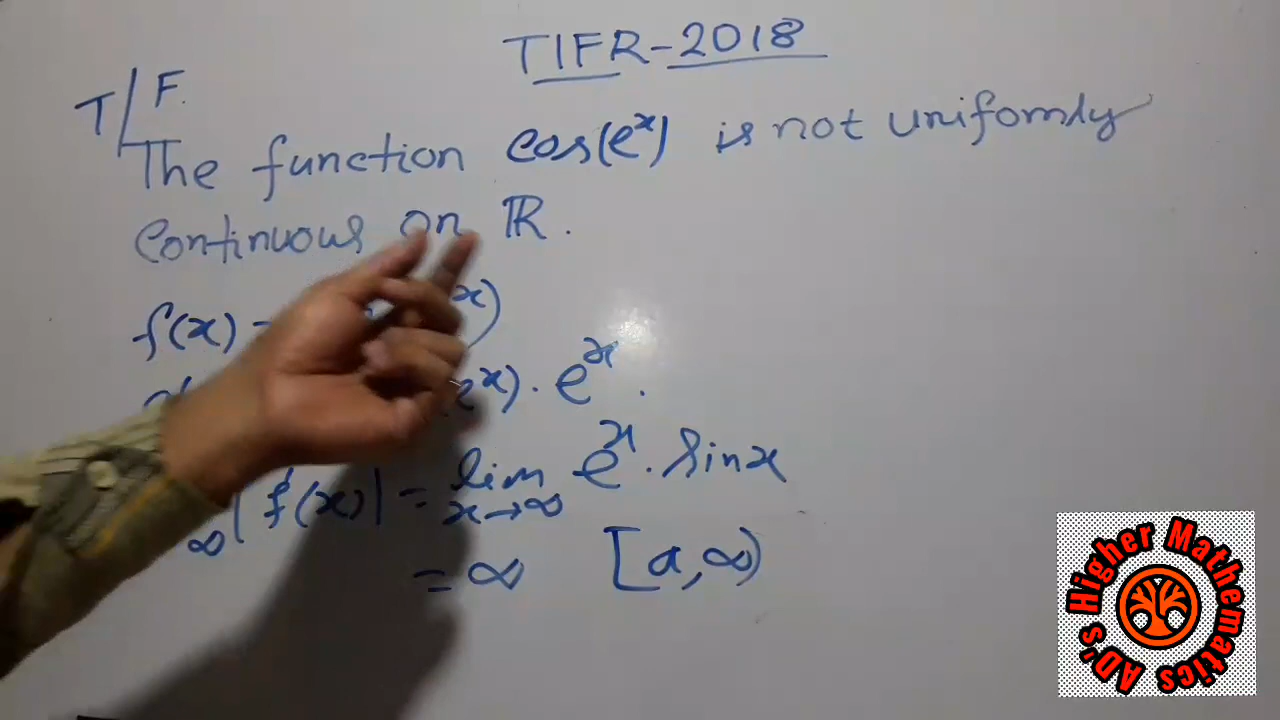 TIFR-2018
T/F.
The function cos(e^x) is not uniformly
continuous on ℝ.
f(x) = x)
e^x) · e^x .
|f'(x)| = lim e^x · sinx
∞ x→∞
= ∞ [a,∞)
AD's Higher Mathematics